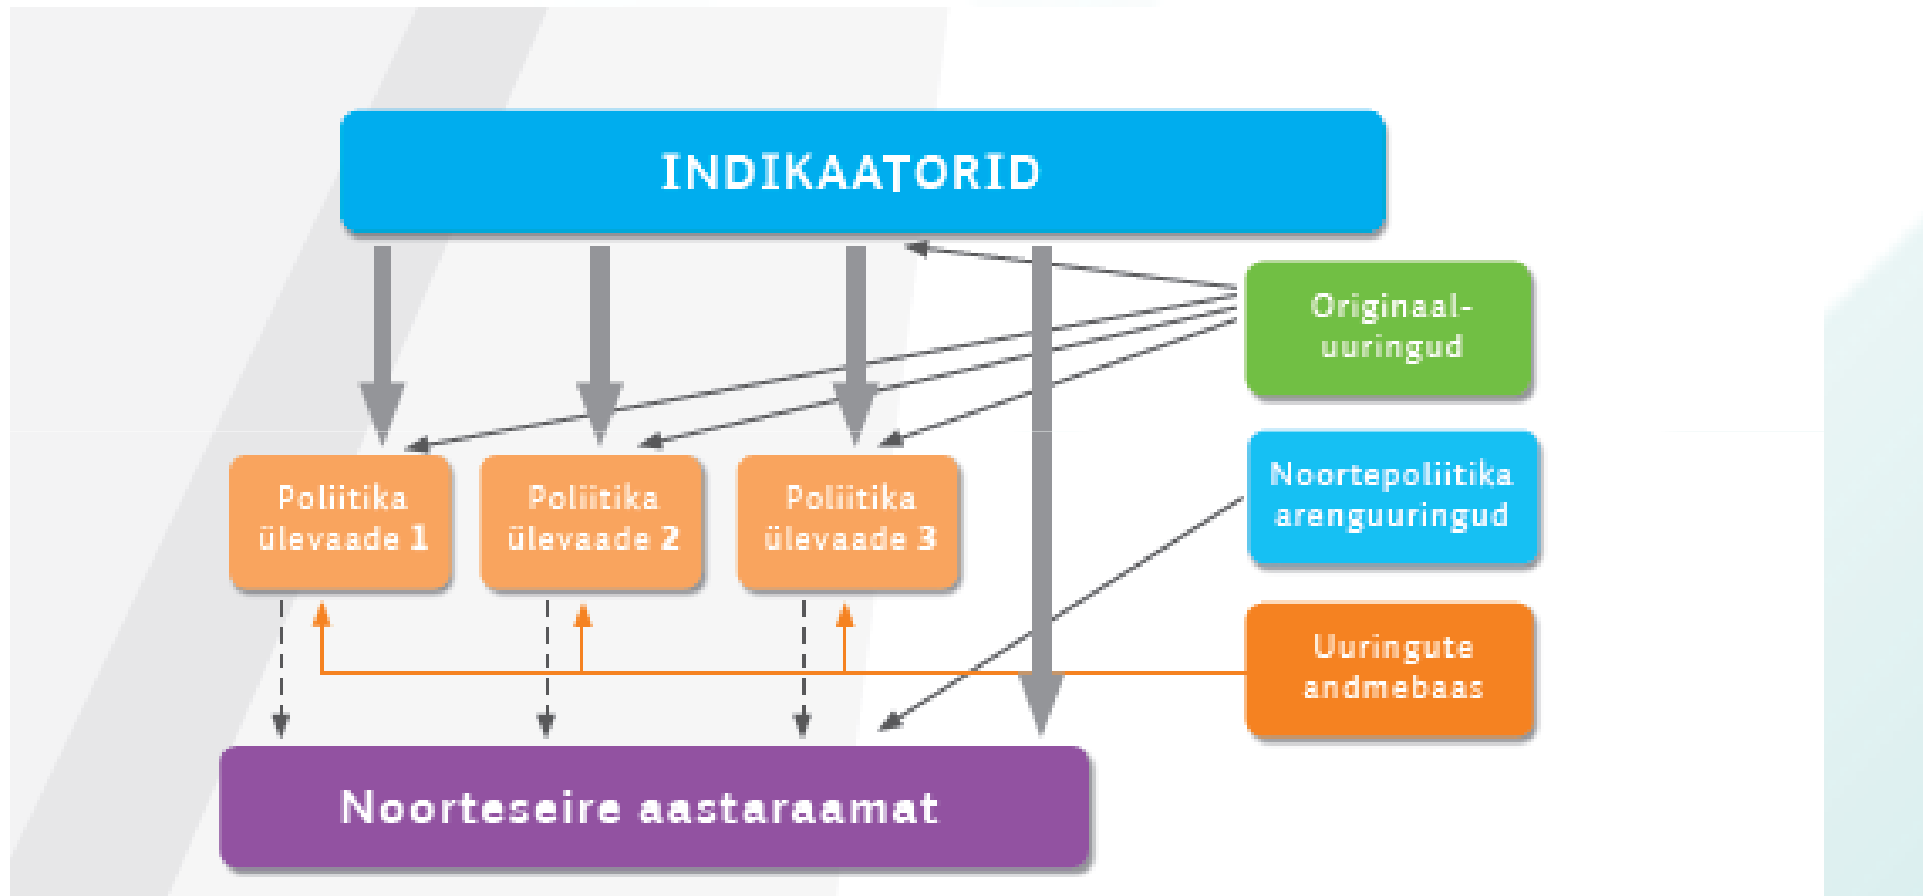 INDIKAATORID
Originaal-
uuringud
Poliitika
ülevaade 1
Poliitika
ülevaade 2
Poliitika
ülevaade 3
Noortepoliitika
arenguuringud
Uuringute
andmebaas
Noorteseire aastaraamat